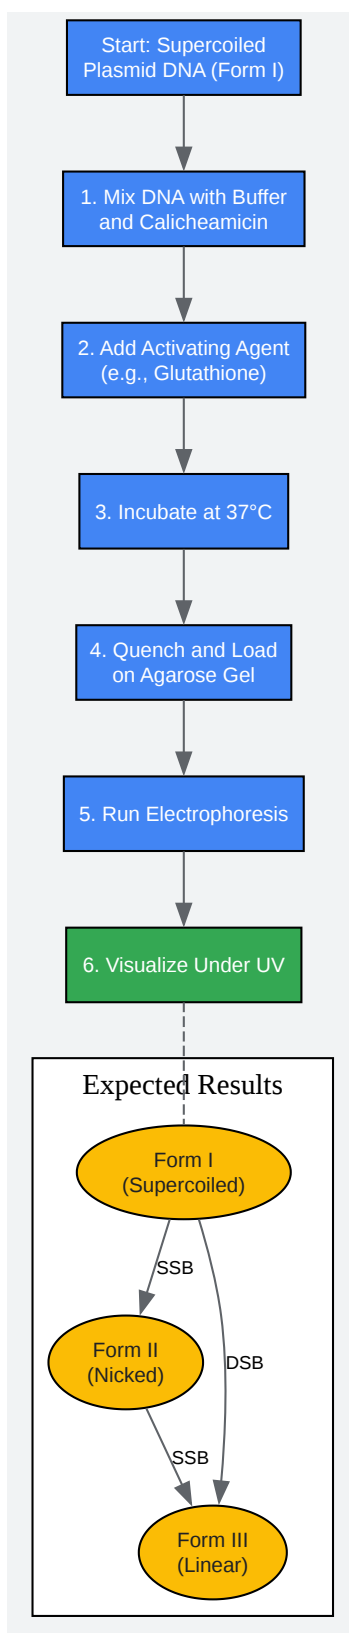 Start: Supercoiled
Plasmid DNA (Form I)
1. Mix DNA with Buffer
and Calicheamicin
2. Add Activating Agent
(e.g., Glutathione)
3. Incubate at 37°C
4. Quench and Load
on Agarose Gel
5. Run Electrophoresis
6. Visualize Under UV
Expected Results
Form I
(Supercoiled)
SSB
Form II
(Nicked)
DSB
SSB
Form III
(Linear)